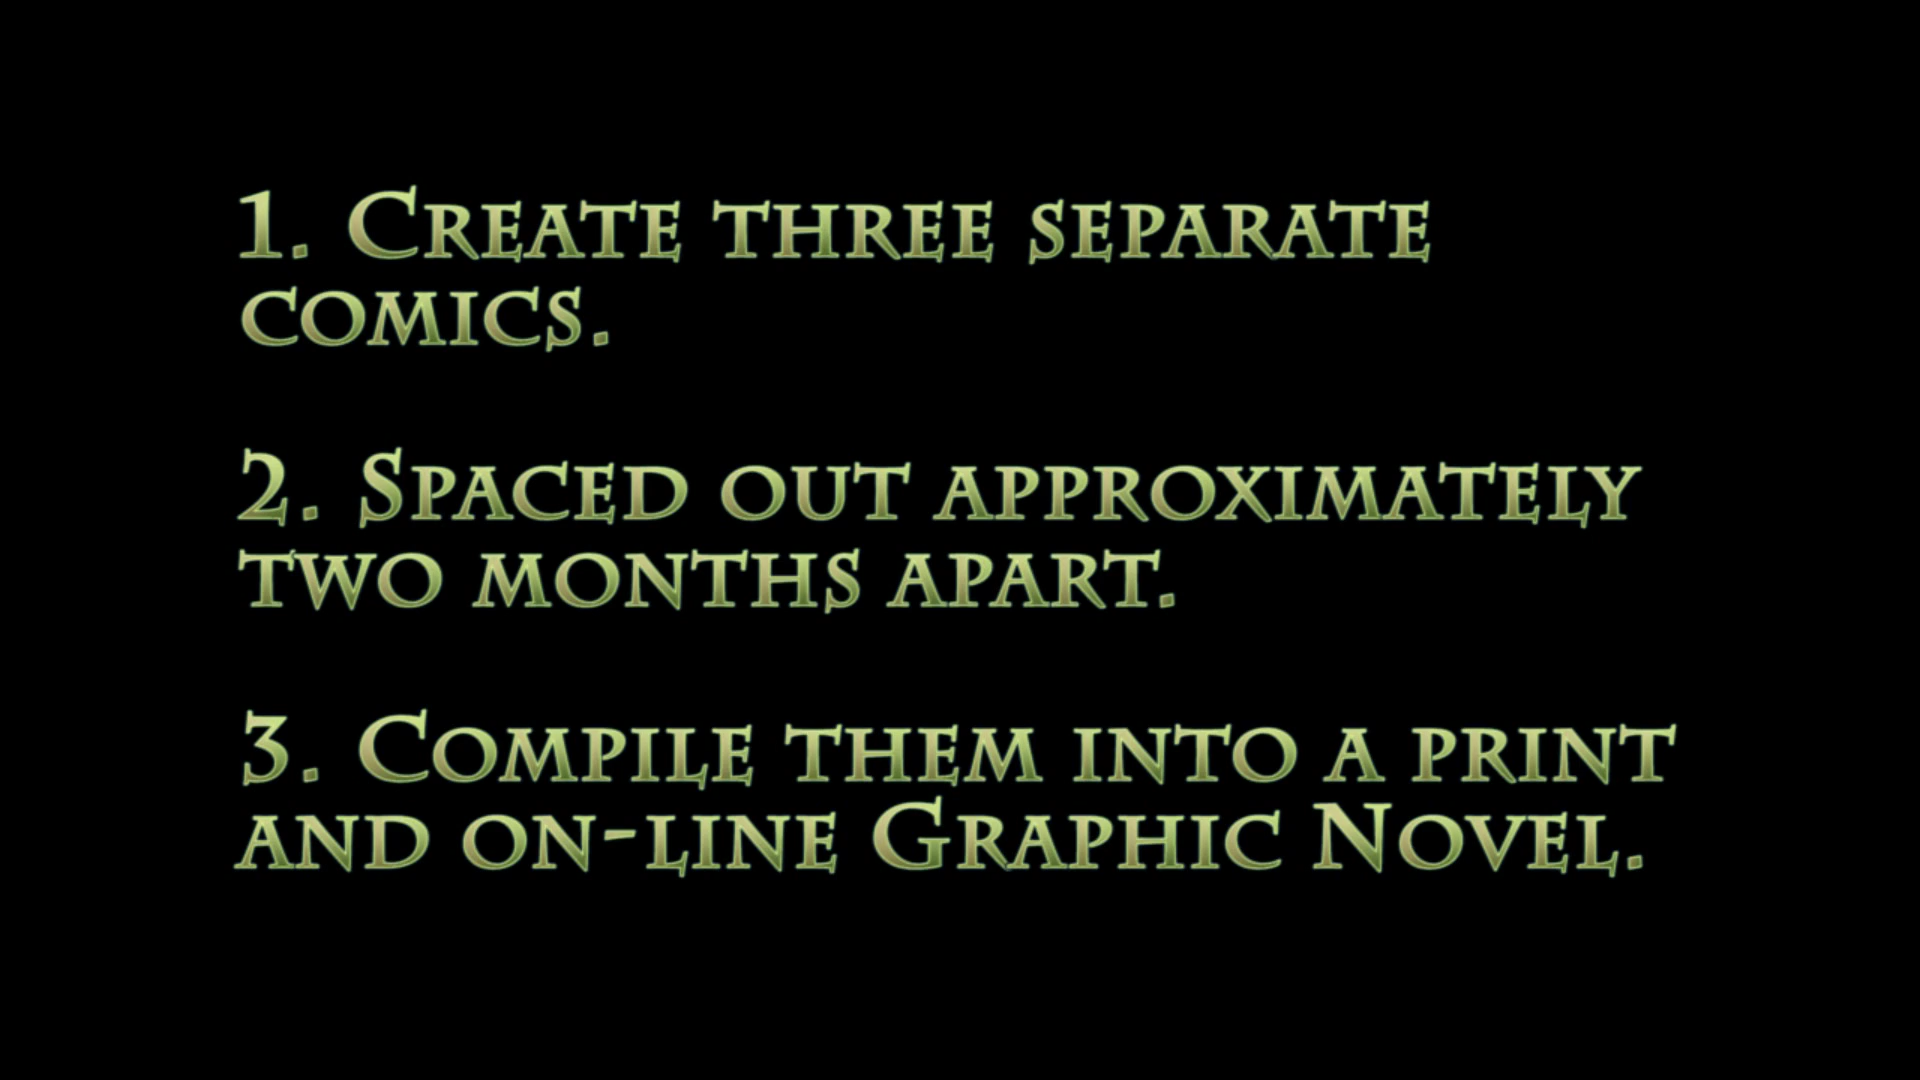 1. Create three separate
comics.
2. Spaced out approximately
two months apart.
3. Compile them into a print
and on-line Graphic Novel.